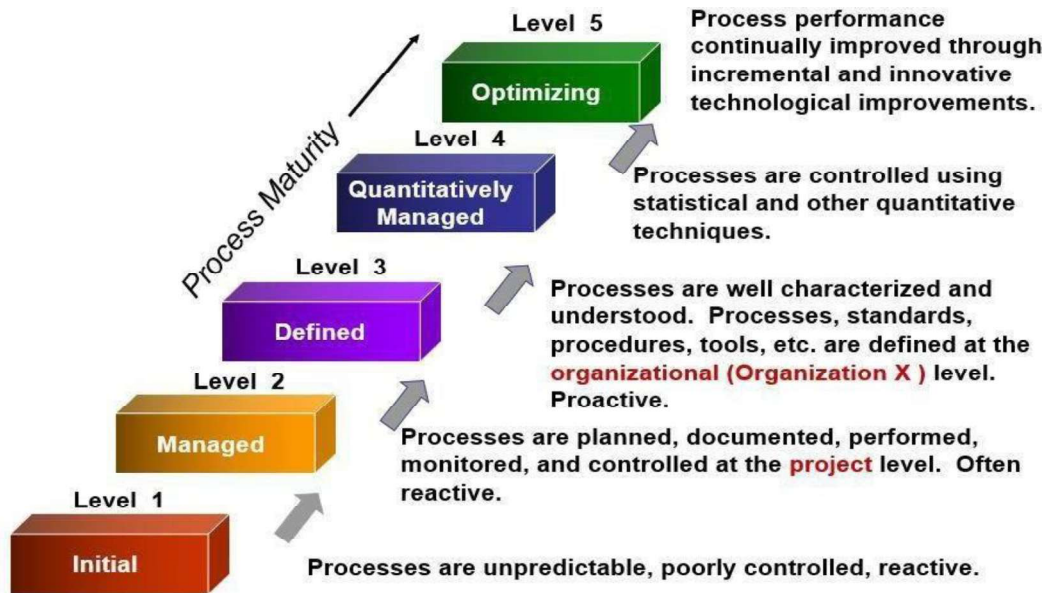 Level 5
Optimizing
Process performance
continually improved through
incremental and innovative
technological improvements.
Process Maturity
Level 4
Quantitatively
Managed
Processes are controlled using
statistical and other quantitative
techniques.
Level 3
Defined
Processes are well characterized and
understood. Processes, standards,
procedures, tools, etc. are defined at the
organizational (Organization X ) level.
Proactive.
Level 2
Managed
Processes are planned, documented, performed,
monitored, and controlled at the project level. Often
reactive.
Level 1
Initial
Processes are unpredictable, poorly controlled, reactive.